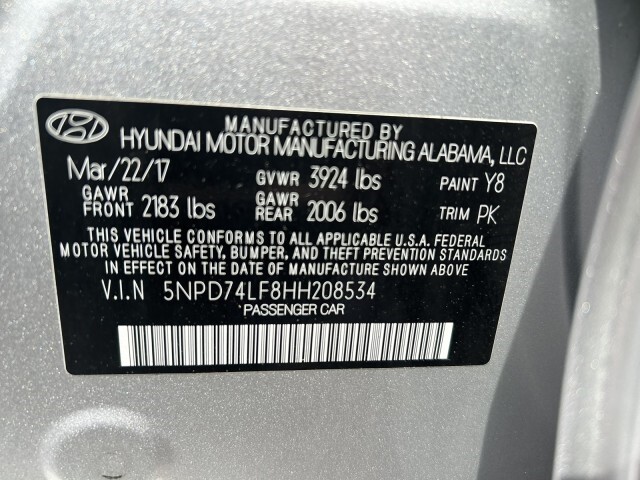 MANUFACTURED BY
HYUNDAI MOTOR MANUFACTURING ALABAMA, LLC
Mar/22/17 GVWR 3924 lbs PAINT Y8
GAWR FRONT 2183 lbs GAWR REAR 2006 lbs TRIM PK
THIS VEHICLE CONFORMS TO ALL APPLICABLE U.S.A. FEDERAL
MOTOR VEHICLE SAFETY, BUMPER, AND THEFT PREVENTION STANDARDS
IN EFFECT ON THE DATE OF MANUFACTURE SHOWN ABOVE.
V.I.N 5NPD74LF8HH208534
PASSENGER CAR